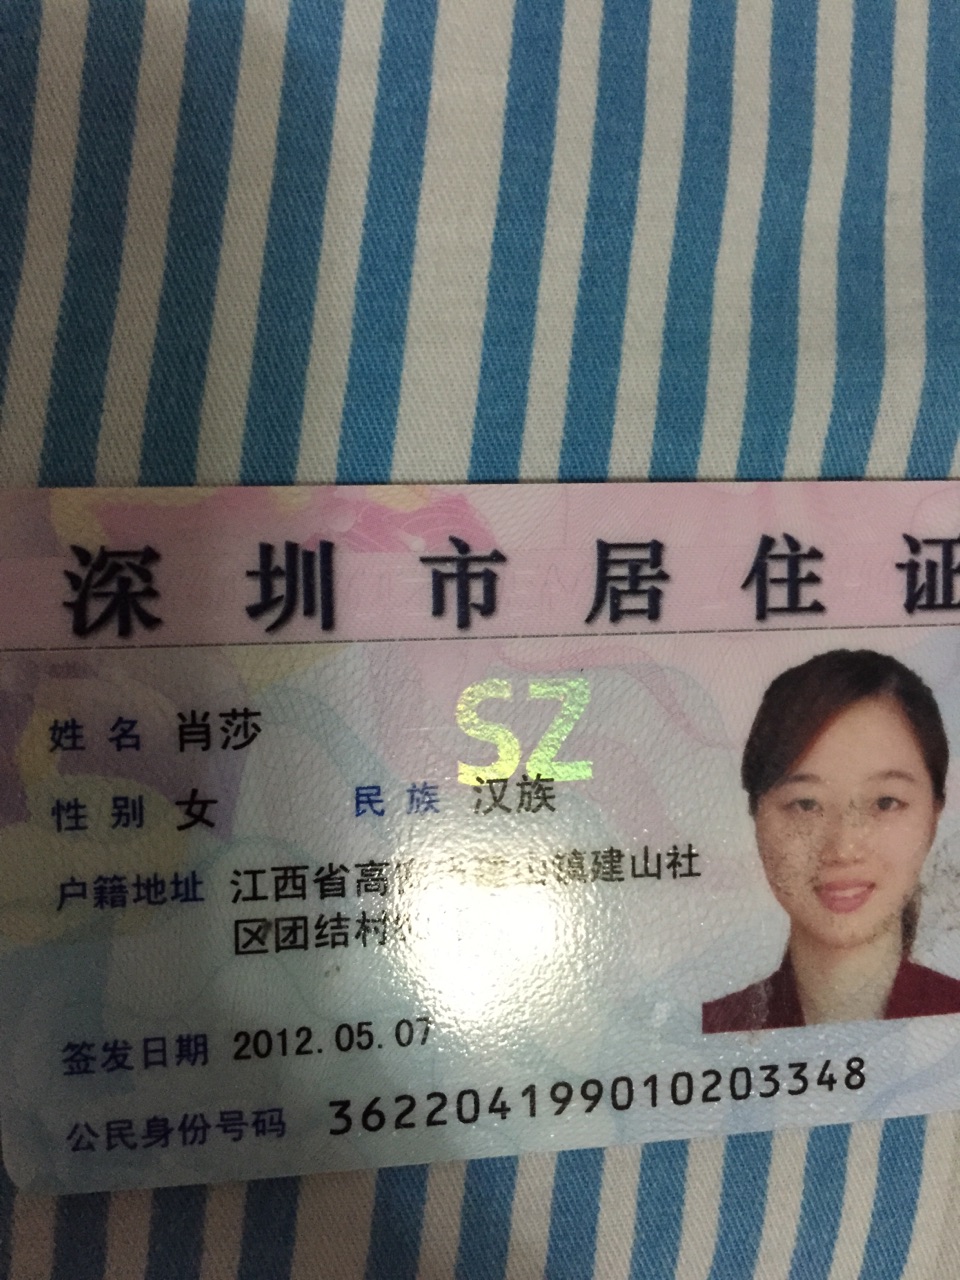 深圳市居住证
SZ
姓名 肖莎
性别 女 民族 汉族
户籍地址 江西省高 镇建山社
区团结村
签发日期 2012.05.07
公民身份号码 362204199010203348